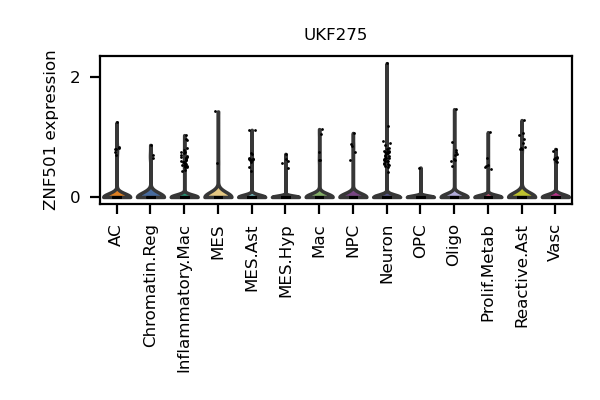 UKF275
ZNF501 expression
2
0
AC
Chromatin.Reg
Inflammatory.Mac
MES
MES.Ast
MES.Hyp
Mac
NPC
Neuron
OPC
Oligo
Prolif.Metab
Reactive.Ast
Vasc